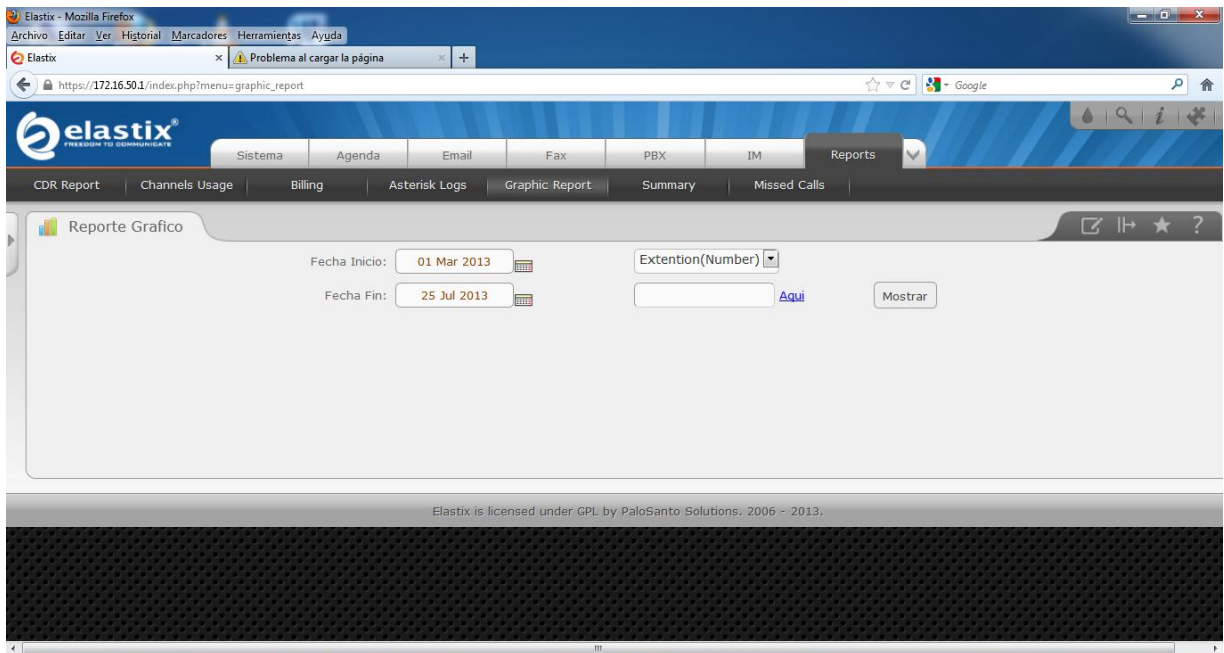 Elastix - Mozilla Firefox
Archivo Editar Ver Historial Marcadores Herramientas Ayuda
Elastix × Problema al cargar la página × +
https://172.16.50.1/index.php?menu=graphic_report Google
elastix®
FREEDOM TO COMMUNICATE
Sistema Agenda Email Fax PBX IM Reports
CDR Report Channels Usage Billing Asterisk Logs Graphic Report Summary Missed Calls
Reporte Grafico
Fecha Inicio: 01 Mar 2013 Extention(Number)
Fecha Fin: 25 Jul 2013 Aqui Mostrar
Elastix is licensed under GPL by PaloSanto Solutions. 2006 - 2013.